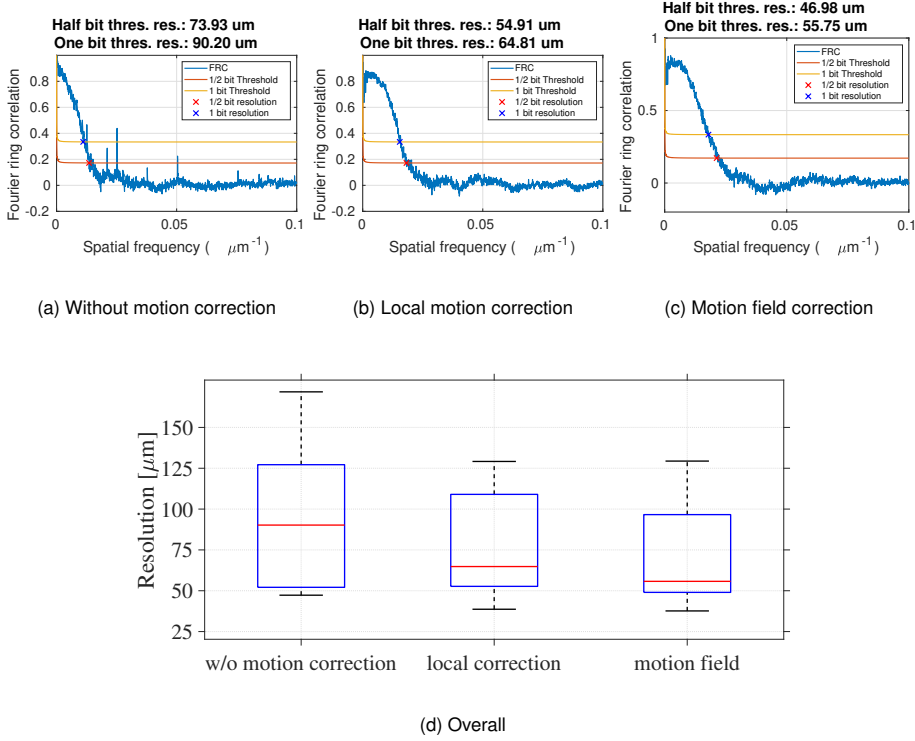 Half bit thres. res.: 73.93 um
One bit thres. res.: 90.20 um
Fourier ring correlation
0.8
0.6
0.4
0.2
0
-0.2
FRC
1/2 bit Threshold
1 bit Threshold
1/2 bit resolution
1 bit resolution
0
0.05
0.1
Spatial frequency ( μm⁻¹)
(a) Without motion correction
Half bit thres. res.: 54.91 um
One bit thres. res.: 64.81 um
Fourier ring correlation
0.8
0.6
0.4
0.2
0
-0.2
FRC
1/2 bit Threshold
1 bit Threshold
1/2 bit resolution
1 bit resolution
0
0.05
0.1
Spatial frequency ( μm⁻¹)
(b) Local motion correction
Half bit thres. res.: 46.98 um
One bit thres. res.: 55.75 um
Fourier ring correlation
1
0.5
0
FRC
1/2 bit Threshold
1 bit Threshold
1/2 bit resolution
1 bit resolution
0
0.05
0.1
Spatial frequency ( μm⁻¹)
(c) Motion field correction
Resolution [μm]
150
125
100
75
50
25
w/o motion correction
local correction
motion field
(d) Overall